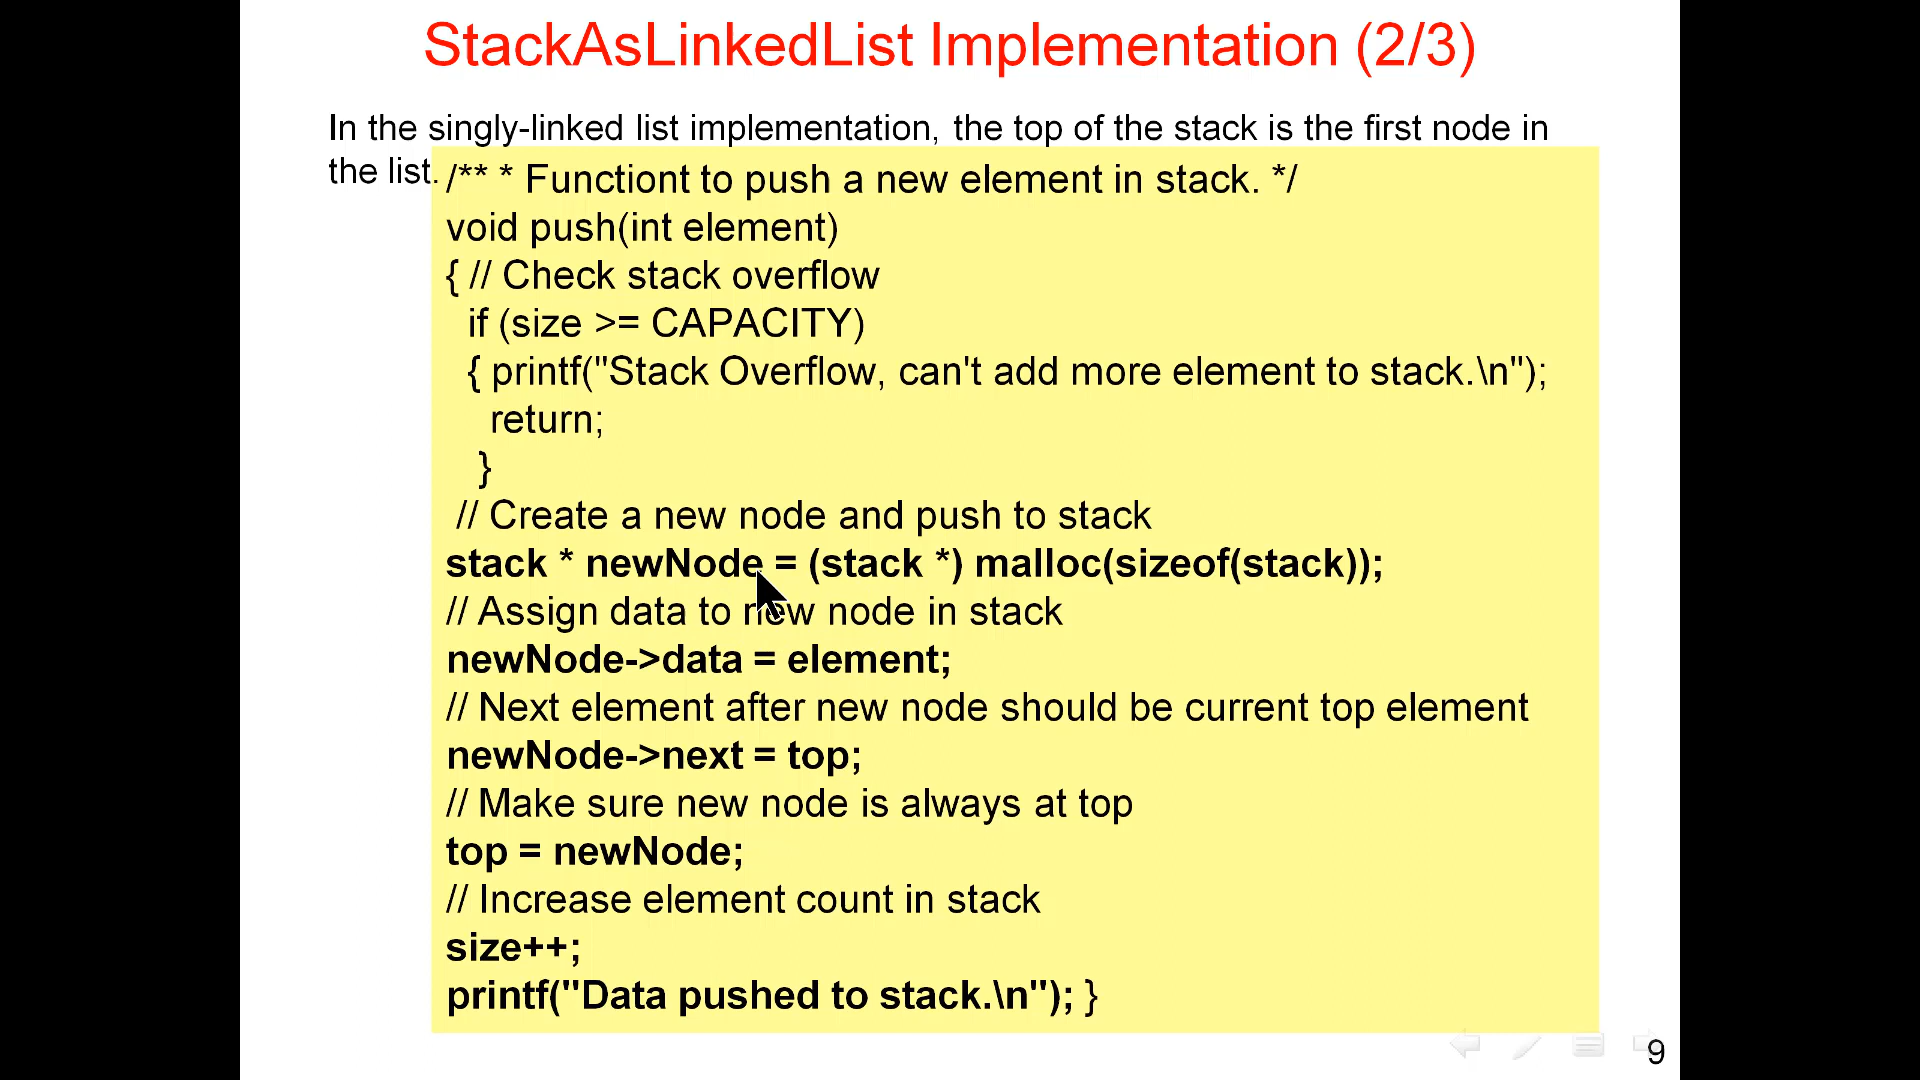 StackAsLinkedList Implementation (2/3)
In the singly-linked list implementation, the top of the stack is the first node in
the list.
/** * Functiont to push a new element in stack. */
void push(int element)
{ // Check stack overflow
if (size >= CAPACITY)
{ printf("Stack Overflow, can't add more element to stack.\n");
return;
}
// Create a new node and push to stack
stack * newNode = (stack *) malloc(sizeof(stack));
// Assign data to new node in stack
newNode->data = element;
// Next element after new node should be current top element
newNode->next = top;
// Make sure new node is always at top
top = newNode;
// Increase element count in stack
size++;
printf("Data pushed to stack.\n"); }
9